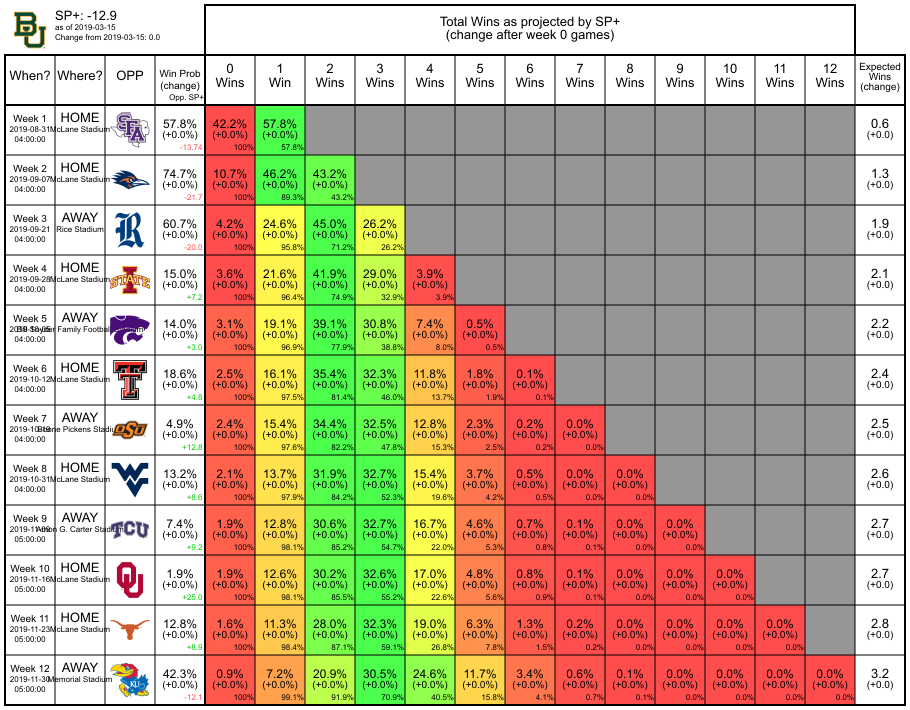 BU
SP+: -12.9
as of 2019-03-15
Change from 2019-03-15: 0.0
Total Wins as projected by SP+
(change after week 0 games)
When? Where? OPP Win Prob (change) Opp. SP+ 0 Wins 1 Win 2 Wins 3 Wins 4 Wins 5 Wins 6 Wins 7 Wins 8 Wins 9 Wins 10 Wins 11 Wins 12 Wins Expected Wins (change)
Week 1 HOME 57.8% 42.2% 57.8% 0.6
2019-08-31 McLane Stadium SFA (+0.0%) (+0.0%) (+0.0%) (+0.0)
04:00:00 -13.74 100% 57.8%
Week 2 HOME 74.7% 10.7% 46.2% 43.2% 1.3
2019-09-07 McLane Stadium (+0.0%) (+0.0%) (+0.0%) (+0.0%) (+0.0)
04:00:00 -21.7 100% 89.3% 43.2%
Week 3 AWAY 60.7% 4.2% 24.6% 45.0% 26.2% 1.9
2019-09-21 Rice Stadium R (+0.0%) (+0.0%) (+0.0%) (+0.0%) (+0.0%) (+0.0)
04:00:00 -20.0 100% 95.8% 71.2% 26.2%
Week 4 HOME 15.0% 3.6% 21.6% 41.9% 29.0% 3.9% 2.1
2019-09-28 McLane Stadium I STATE (+0.0%) (+0.0%) (+0.0%) (+0.0%) (+0.0%) (+0.0%) (+0.0)
04:00:00 +7.2 100% 96.4% 74.9% 32.9% 3.9%
Week 5 AWAY 14.0% 3.1% 19.1% 39.1% 30.8% 7.4% 0.5% 2.2
Family (+0.0%) (+0.0%) (+0.0%) (+0.0%) (+0.0%) (+0.0%) (+0.0%) (+0.0)
04:00:00 +3.0 100% 96.9% 77.9% 38.8% 8.0% 0.5%
Week 6 HOME 18.6% 2.5% 16.1% 35.4% 32.3% 11.8% 1.8% 0.1% 2.4
2019-10-12 McLane Stadium T (+0.0%) (+0.0%) (+0.0%) (+0.0%) (+0.0%) (+0.0%) (+0.0%) (+0.0%) (+0.0)
04:00:00 +4.8 100% 97.5% 81.4% 46.0% 13.7% 1.9% 0.1%
Week 7 AWAY 4.9% 2.4% 15.4% 34.4% 32.5% 12.8% 2.3% 0.2% 0.0% 2.5
Pickens OSU (+0.0%) (+0.0%) (+0.0%) (+0.0%) (+0.0%) (+0.0%) (+0.0%) (+0.0%) (+0.0%) (+0.0)
04:00:00 +12.8 100% 97.6% 82.2% 47.8% 15.3% 2.5% 0.2% 0.0%
Week 8 HOME 13.2% 2.1% 13.7% 31.9% 32.7% 15.4% 3.7% 0.5% 0.0% 0.0% 2.6
2019-10-31 McLane Stadium WV (+0.0%) (+0.0%) (+0.0%) (+0.0%) (+0.0%) (+0.0%) (+0.0%) (+0.0%) (+0.0%) (+0.0%) (+0.0)
04:00:00 +8.6 100% 97.9% 84.2% 52.3% 19.6% 4.2% 0.5% 0.0% 0.0%
Week 9 AWAY 7.4% 1.9% 12.8% 30.6% 32.7% 16.7% 4.6% 0.7% 0.1% 0.0% 0.0% 2.7
G. Carter TCU (+0.0%) (+0.0%) (+0.0%) (+0.0%) (+0.0%) (+0.0%) (+0.0%) (+0.0%) (+0.0%) (+0.0%) (+0.0%) (+0.0)
05:00:00 +9.2 100% 98.1% 85.2% 54.7% 22.0% 5.3% 0.8% 0.1% 0.0% 0.0%
Week 10 HOME 1.9% 1.9% 12.6% 30.2% 32.6% 17.0% 4.8% 0.8% 0.1% 0.0% 0.0% 0.0% 2.7
2019-11-16 McLane Stadium OU (+0.0%) (+0.0%) (+0.0%) (+0.0%) (+0.0%) (+0.0%) (+0.0%) (+0.0%) (+0.0%) (+0.0%) (+0.0%) (+0.0%) (+0.0)
05:00:00 +25.0 100% 98.1% 85.5% 55.2% 22.6% 5.6% 0.9% 0.1% 0.0% 0.0% 0.0%
Week 11 HOME 12.8% 1.6% 11.3% 28.0% 32.3% 19.0% 6.3% 1.3% 0.2% 0.0% 0.0% 0.0% 0.0% 2.8
2019-11-23 McLane Stadium (+0.0%) (+0.0%) (+0.0%) (+0.0%) (+0.0%) (+0.0%) (+0.0%) (+0.0%) (+0.0%) (+0.0%) (+0.0%) (+0.0%) (+0.0%) (+0.0)
05:00:00 +8.9 100% 98.4% 87.1% 59.1% 26.8% 7.8% 1.5% 0.2% 0.0% 0.0% 0.0% 0.0%
Week 12 AWAY 42.3% 0.9% 7.2% 20.9% 30.5% 24.6% 11.7% 3.4% 0.6% 0.1% 0.0% 0.0% 0.0% 0.0% 3.2
2019-11-30 Memorial Stadium KU (+0.0%) (+0.0%) (+0.0%) (+0.0%) (+0.0%) (+0.0%) (+0.0%) (+0.0%) (+0.0%) (+0.0%) (+0.0%) (+0.0%) (+0.0%) (+0.0%) (+0.0)
05:00:00 -12.1 100% 99.1% 91.9% 70.9% 40.5% 15.8% 4.1% 0.7% 0.1% 0.0% 0.0% 0.0% 0.0%